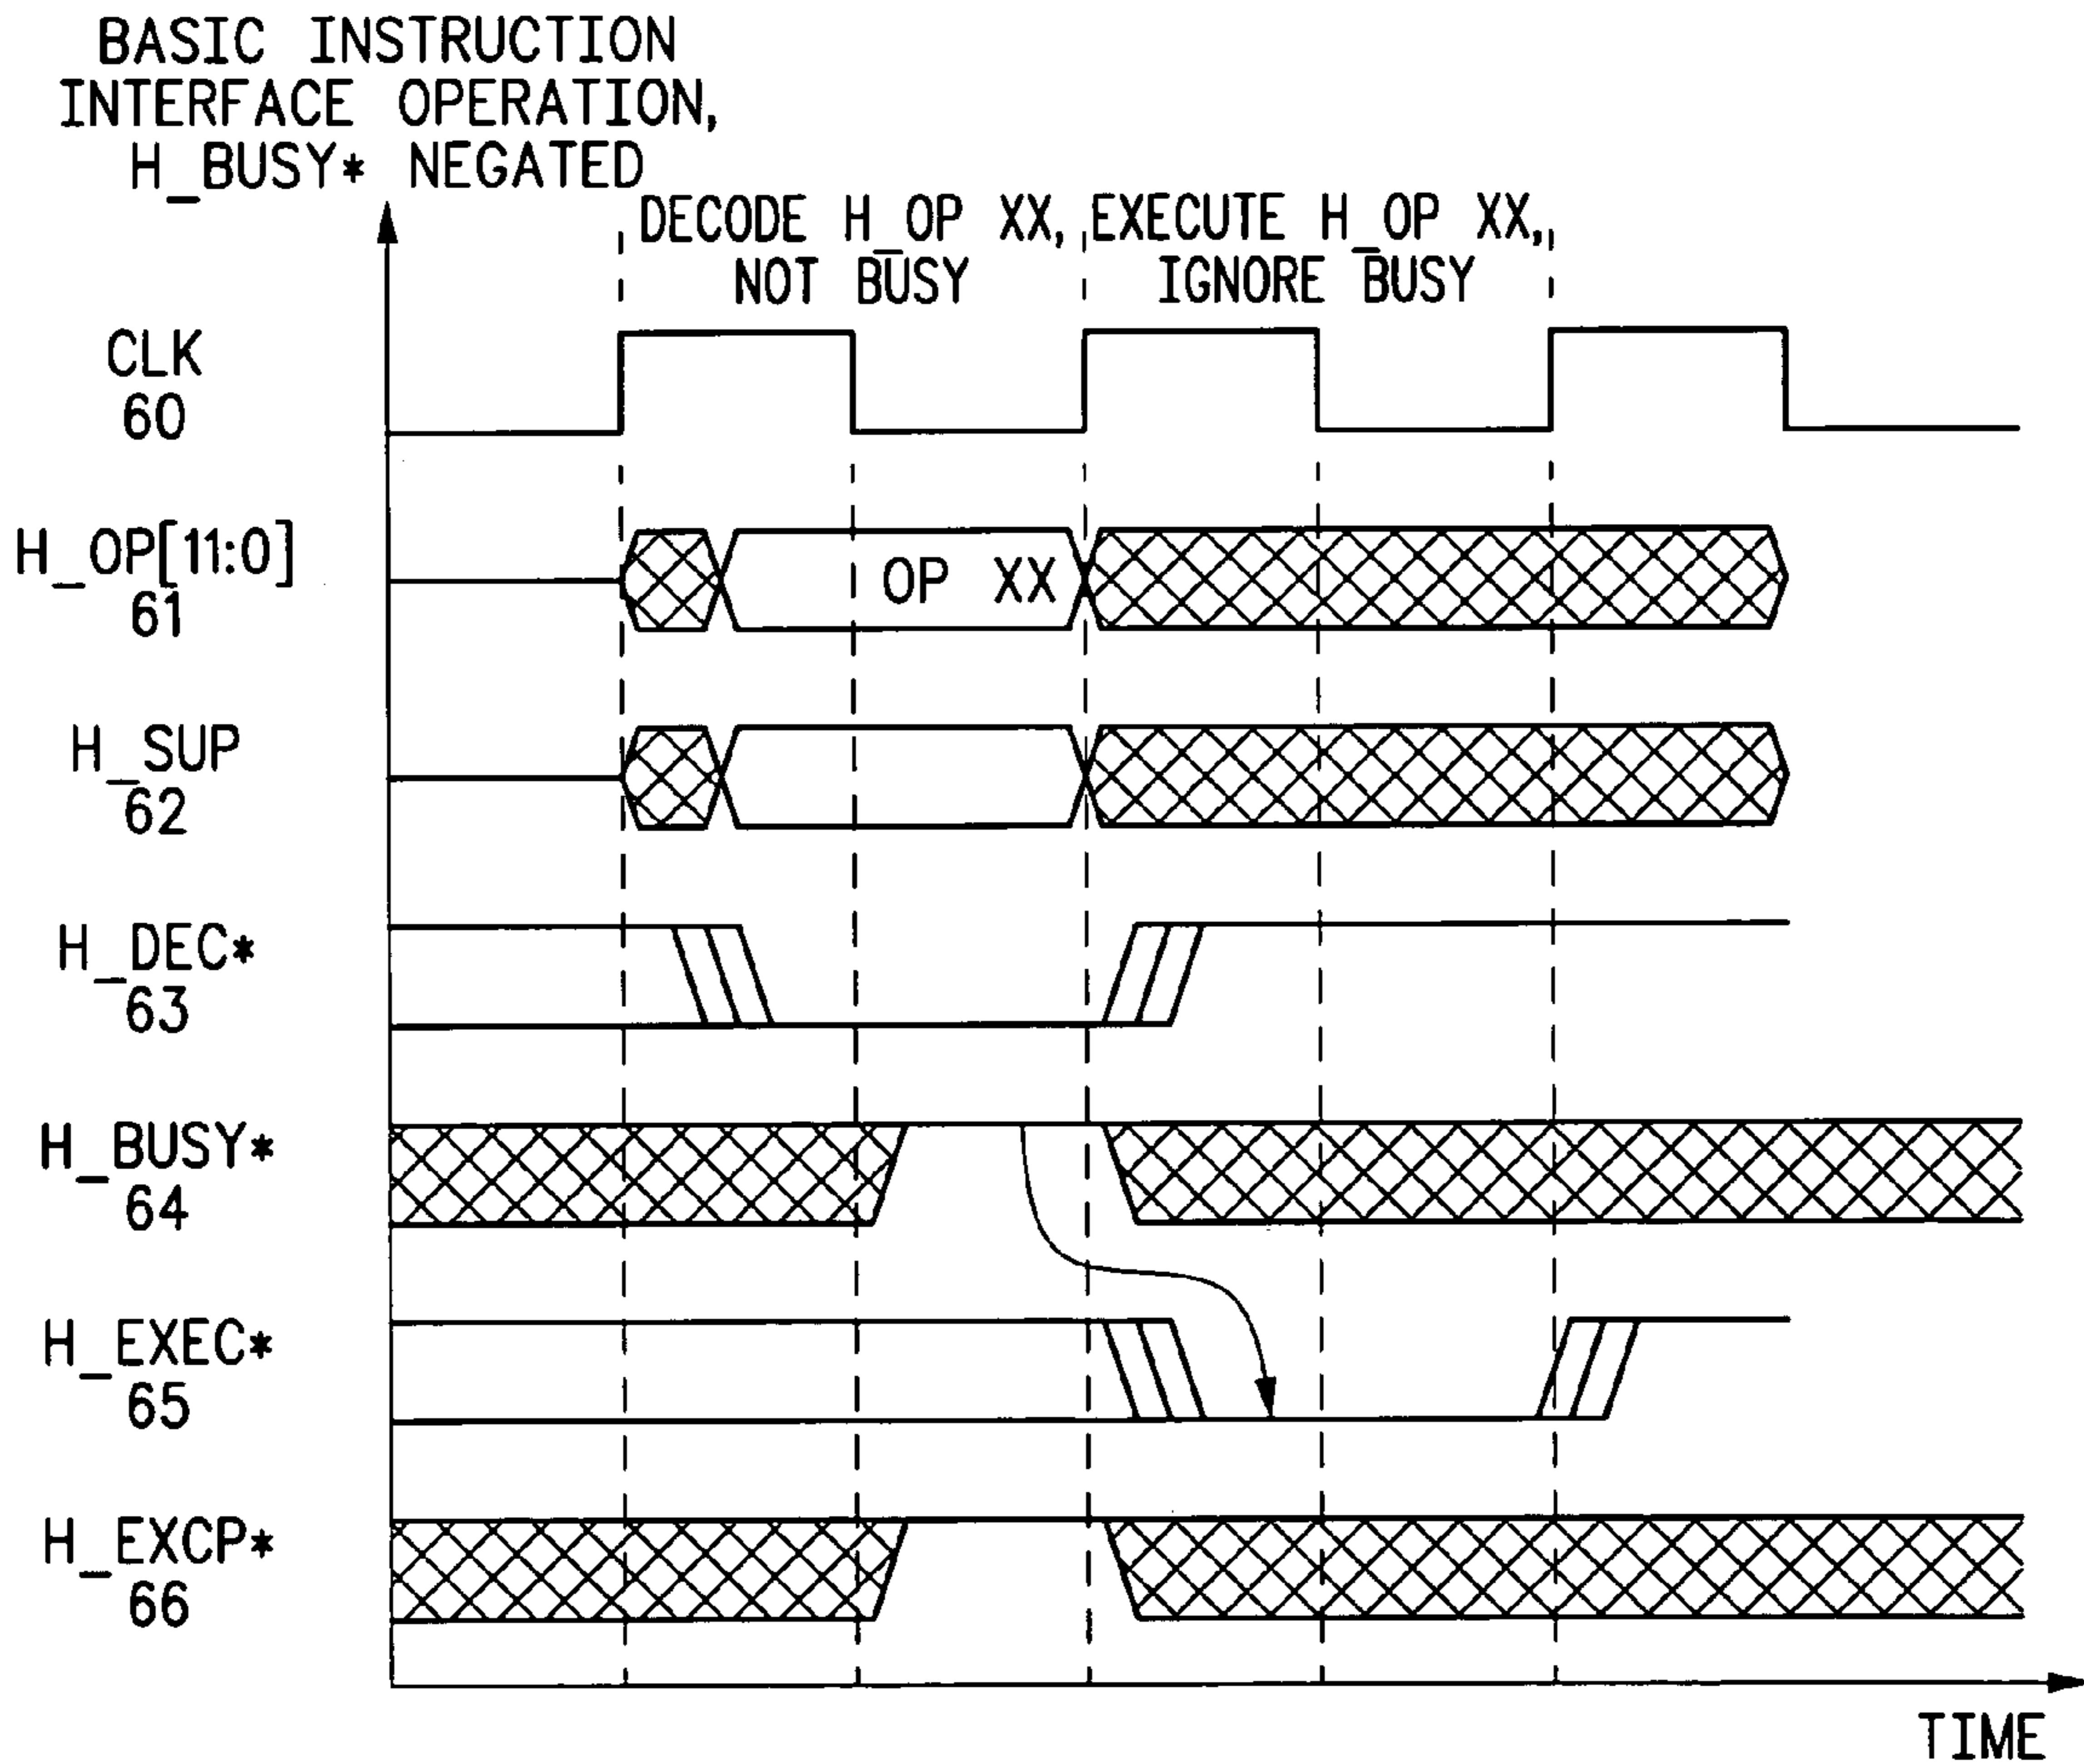 BASIC INSTRUCTION
INTERFACE OPERATION,
H_BUSY* NEGATED
DECODE H_OP XX,
NOT BUSY
EXECUTE H_OP XX,
IGNORE BUSY
CLK
60
H_OP[11:0]
61
OP XX
H_SUP
62
H_DEC*
63
H_BUSY*
64
H_EXEC*
65
H_EXCP*
66
TIME